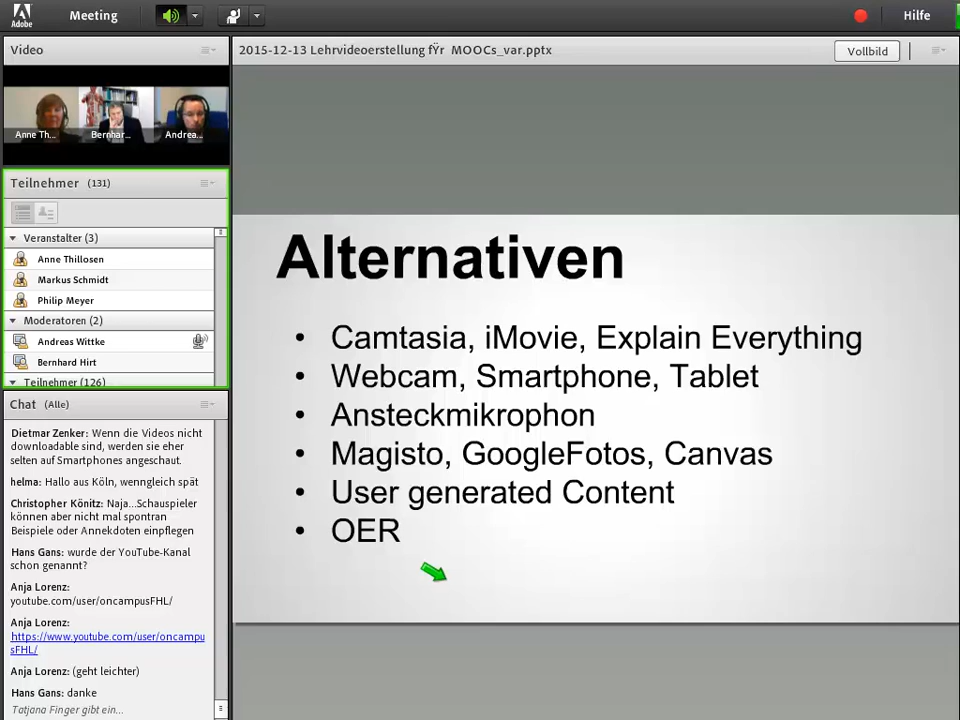 Adobe
Meeting
Hilfe
Video
Anne Th...
Bernhar...
Andrea...
Teilnehmer (131)
Veranstalter (3)
Anne Thillosen
Markus Schmidt
Philip Meyer
Moderatoren (2)
Andreas Wittke
Bernhard Hirt
Teilnehmer (126)
Chat (Alle)
Dietmar Zenker: Wenn die Videos nicht
downloadable sind, werden sie eher
selten auf Smartphones angeschaut.
helma: Hallo aus Köln, wenngleich spät
Christopher Könitz: Naja...Schauspieler
können aber nicht mal spontran
Beispiele oder Annekdoten einpflegen
Hans Gans: wurde der YouTube-Kanal
schon genannt?
Anja Lorenz:
youtube.com/user/oncampusFHL/
Anja Lorenz:
https://www.youtube.com/user/oncampu
sFHL/
Anja Lorenz: (geht leichter)
Hans Gans: danke
Tatjana Finger gibt ein...
2015-12-13 Lehrvideoerstellung fŸr MOOCs_var.pptx
Vollbild
Alternativen
• Camtasia, iMovie, Explain Everything
• Webcam, Smartphone, Tablet
• Ansteckmikrophon
• Magisto, GoogleFotos, Canvas
• User generated Content
• OER